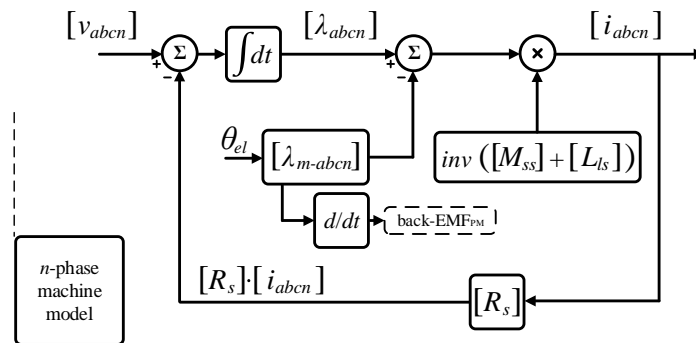 [v_abcn]
[λ_abcn]
[i_abcn]
+ Σ −
∫dt
+ Σ −
×
θ_el
[λ_m-abcn]
inv ([M_ss]+[L_ls])
d/dt
back-EMF_PM
n-phase
machine
model
[R_s]·[i_abcn]
[R_s]